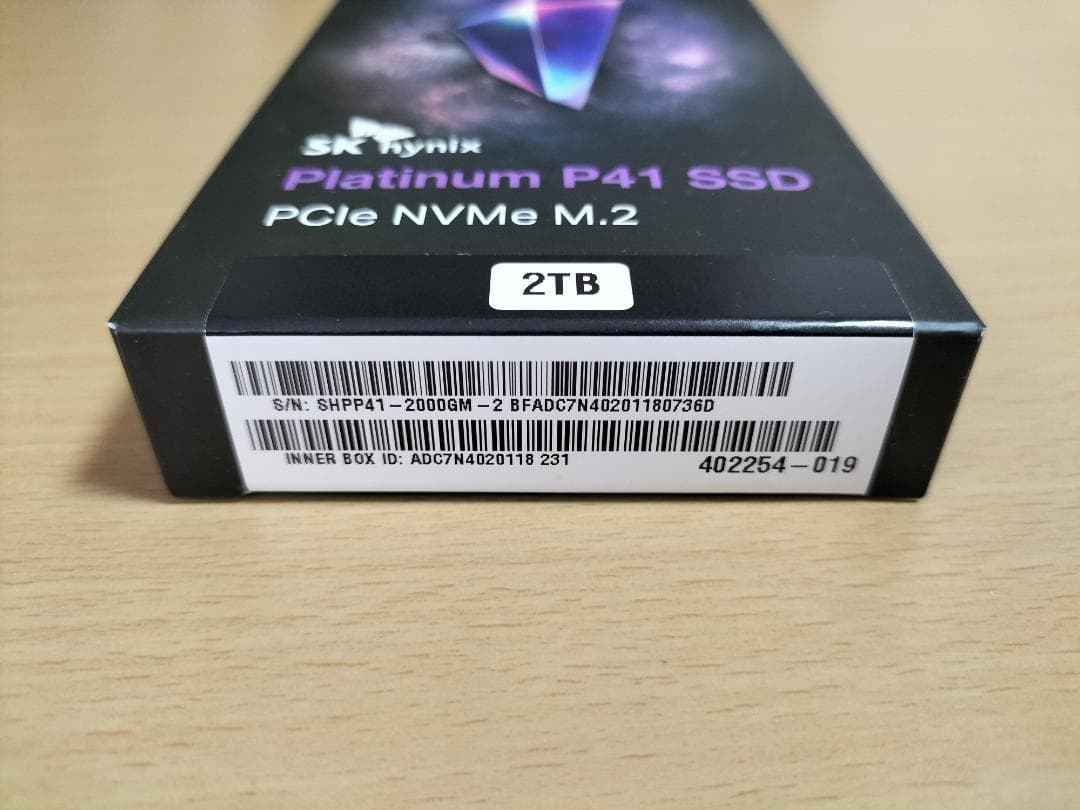 SK hynix
Platinum P41 SSD
PCIe NVMe M.2
2TB
S/N: SHPP41-2000GM -2 BFADC7N40201180736D
INNER BOX ID: ADC7N4020118 231
402254-019